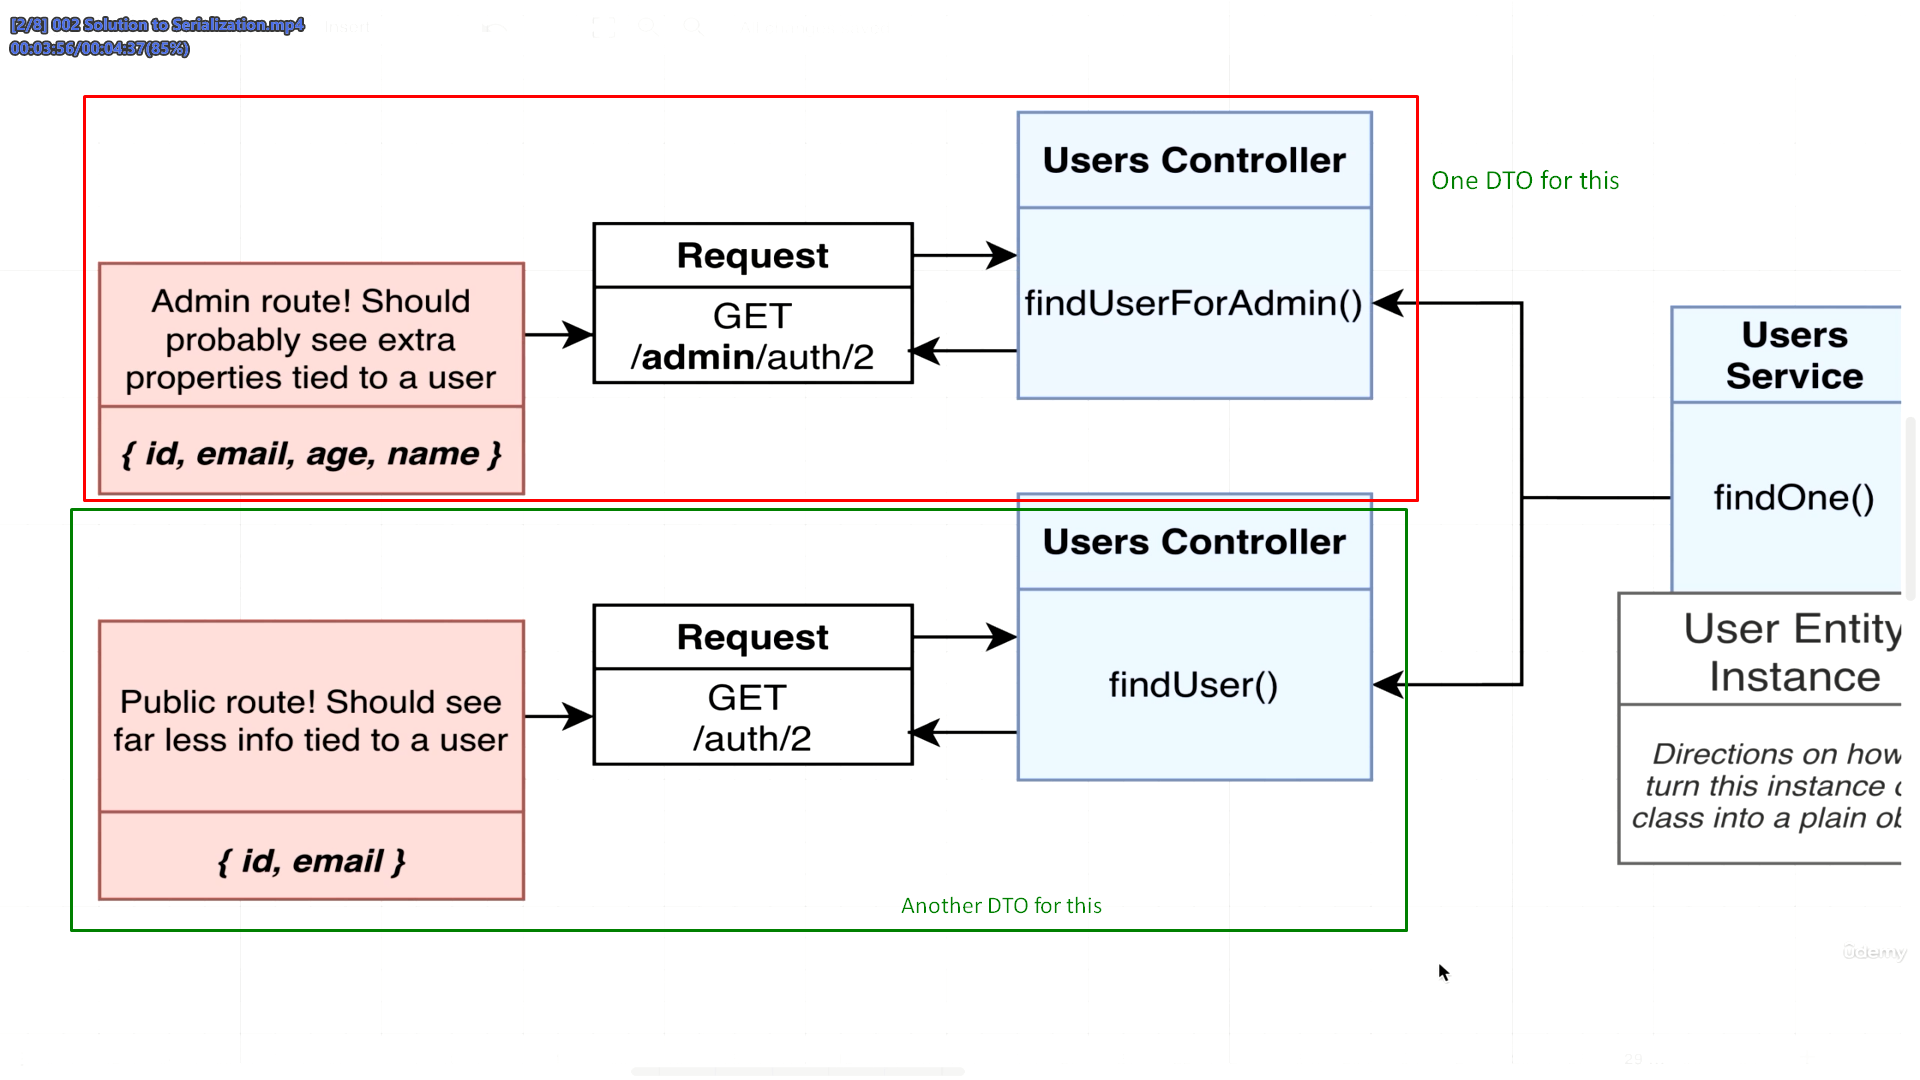 [2/8] 002 Solution to Serialization.mp4
00:03:56/00:04:37(85%)
Users Controller
One DTO for this
Request
findUserForAdmin()
GET
/admin/auth/2
Admin route! Should
probably see extra
properties tied to a user
{ id, email, age, name }
Users
Service
findOne()
Users Controller
Request
findUser()
GET
/auth/2
Public route! Should see
far less info tied to a user
{ id, email }
Another DTO for this
User Entity
Instance
Directions on how
turn this instance
class into a plain
udemy